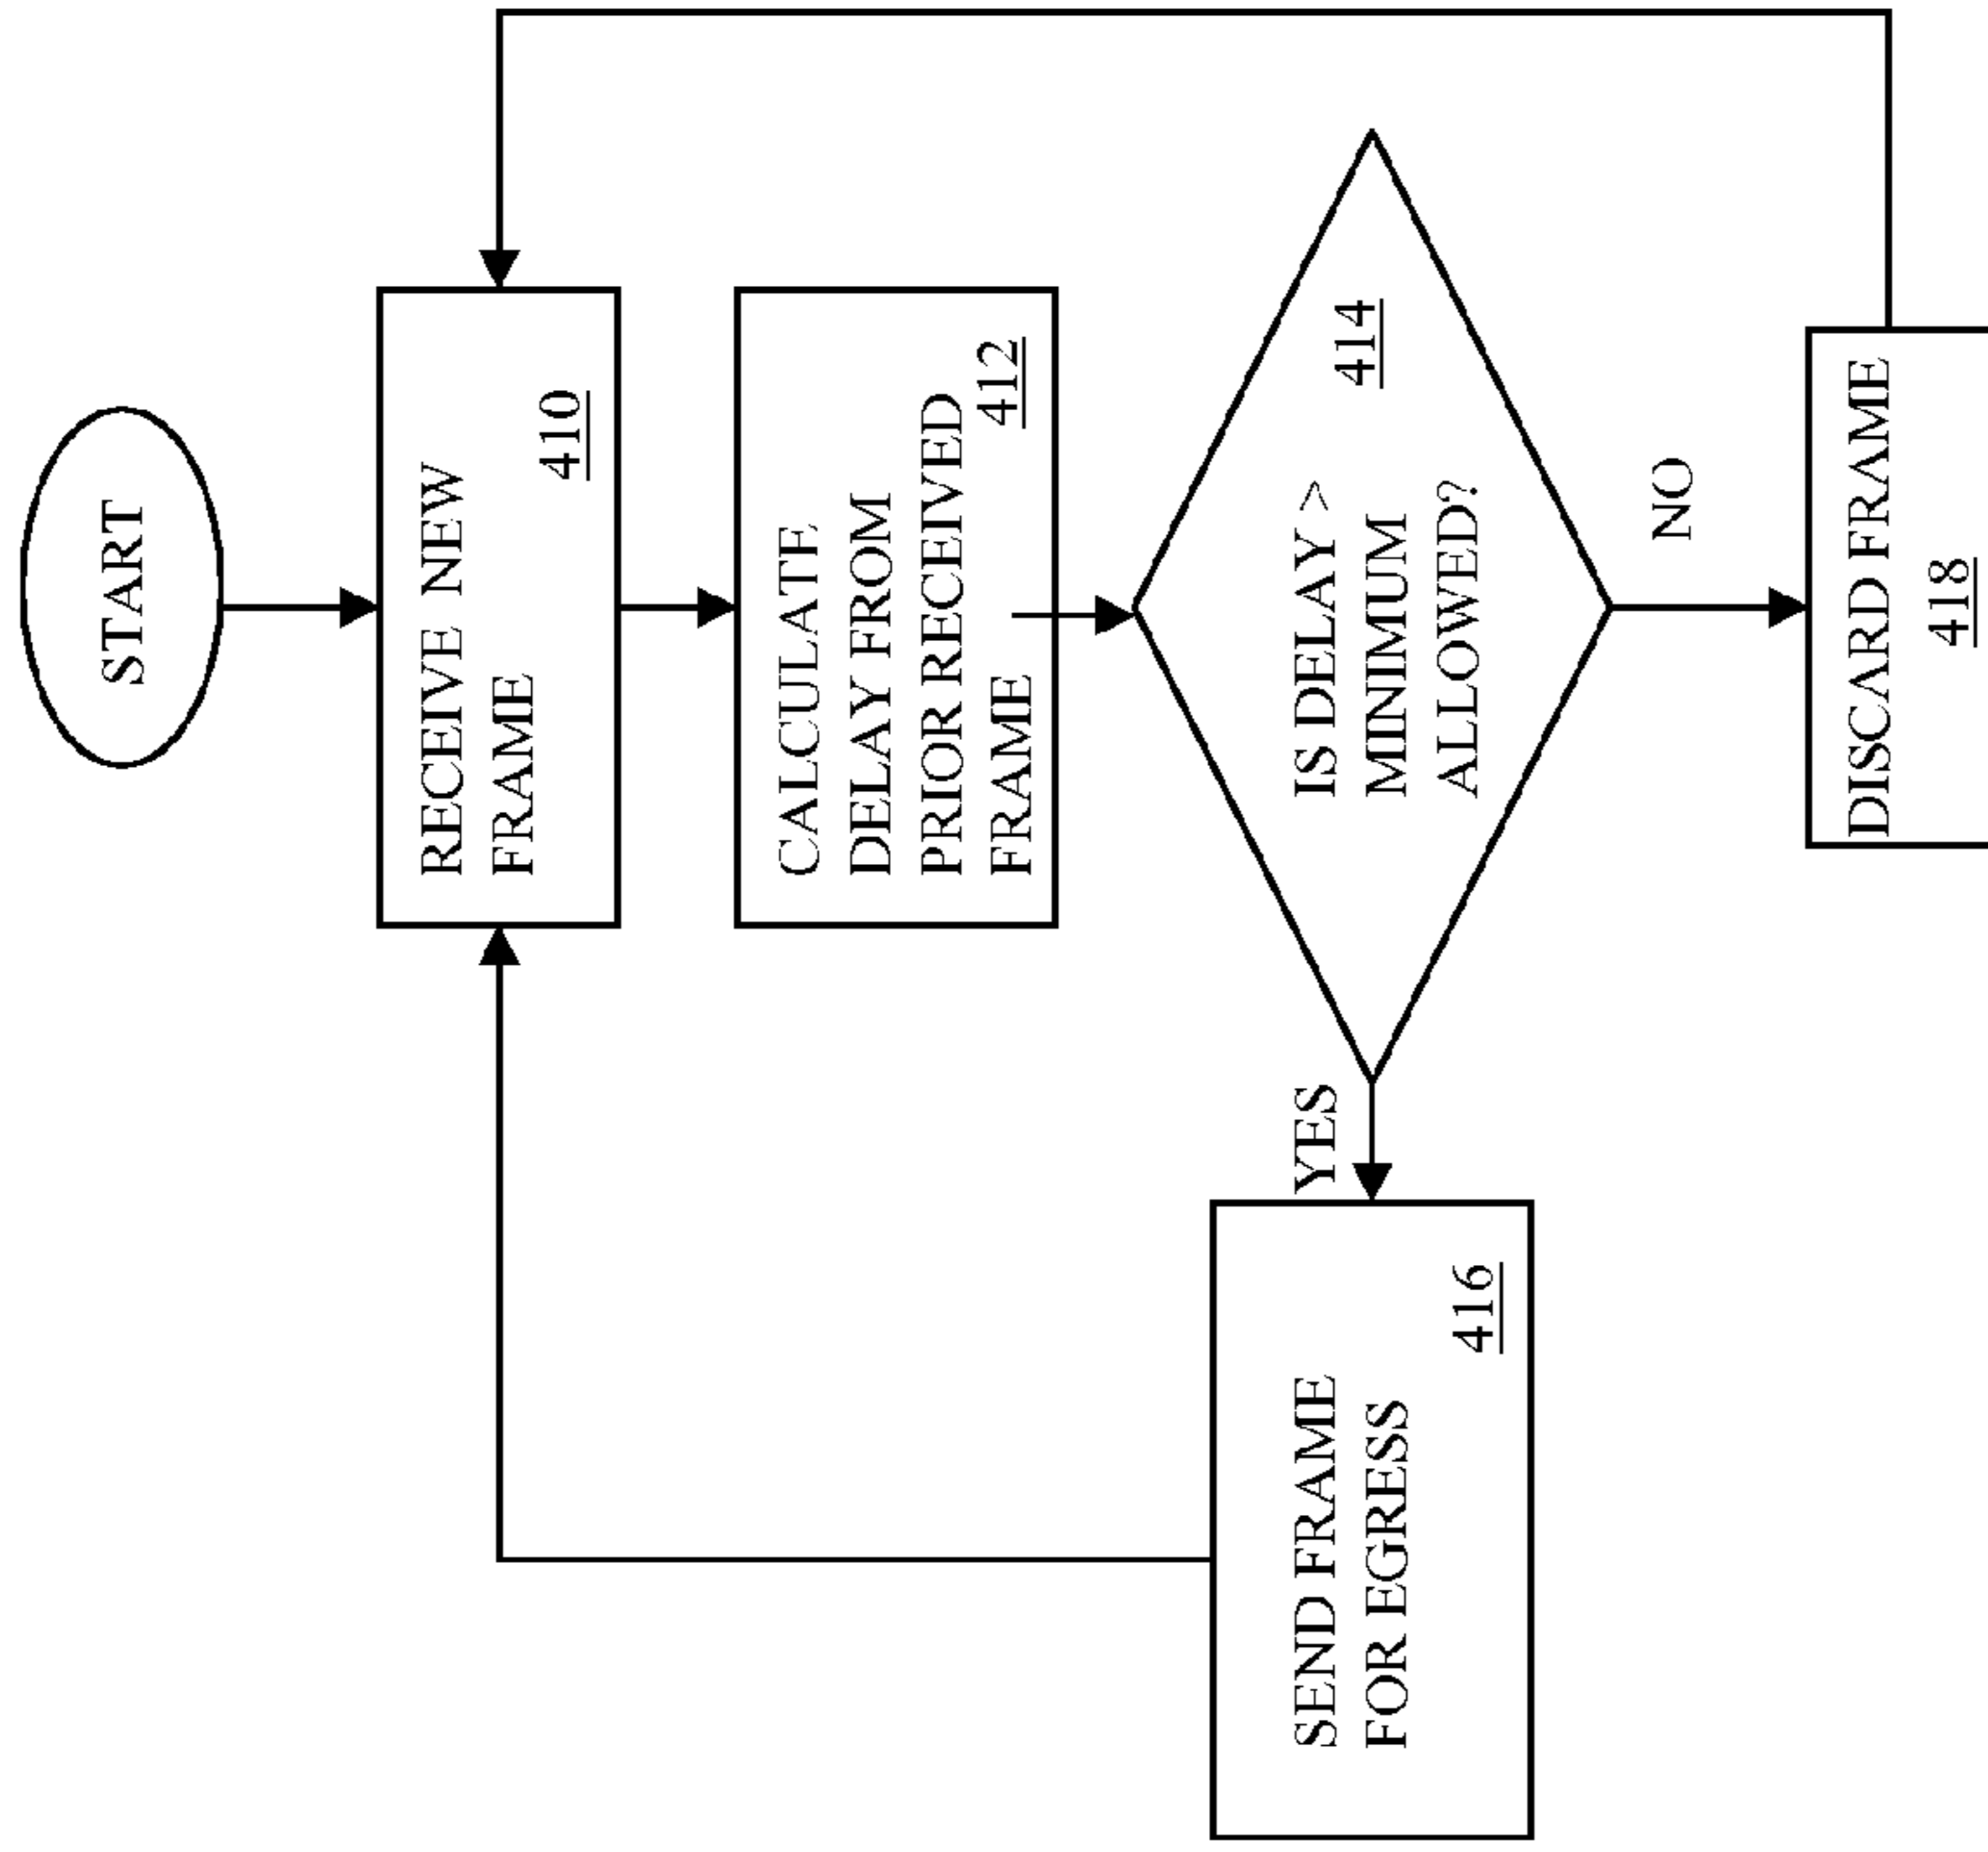 START
RECEIVE NEW
FRAME
410
CALCULATE
DELAY FROM
PRIOR RECEIVED
FRAME
412
IS DELAY >
MINIMUM
ALLOWED?
414
YES
SEND FRAME
FOR EGRESS
416
NO
DISCARD FRAME
418